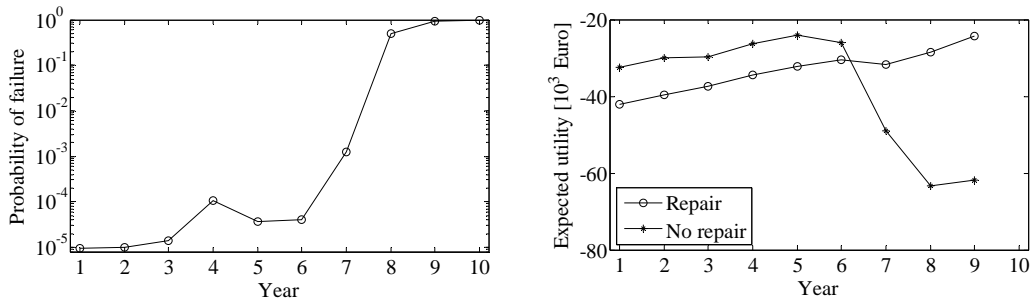 10^0
10^-1
10^-2
10^-3
10^-4
10^-5
Probability of failure
1 2 3 4 5 6 7 8 9 10
Year
-20
-40
-60
-80
Expected utility [10^3 Euro]
Repair
No repair
1 2 3 4 5 6 7 8 9 10
Year